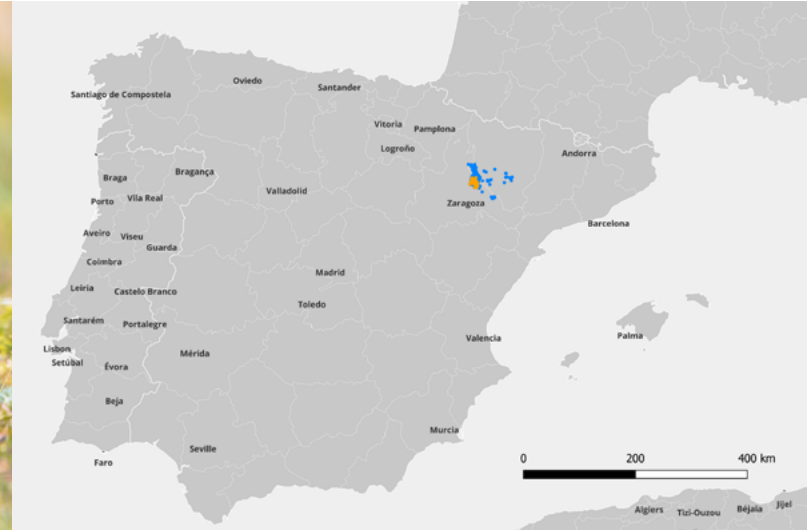 Oviedo
Santander
Santiago de Compostela
Vitoria
Pamplona
Logroño
Andorra
Bragança
Braga
Valladolid
Vila Real
Porto
Zaragoza
Barcelona
Aveiro
Viseu
Guarda
Coimbra
Madrid
Leiria
Castelo Branco
Toledo
Santarém
Portalegre
Palma
Valencia
Lisbon
Mérida
Setúbal
Évora
Beja
Murcia
Seville
Faro
0 200 400 km
Algiers
Tizi-Ouzou
Béjaïa
Jijel